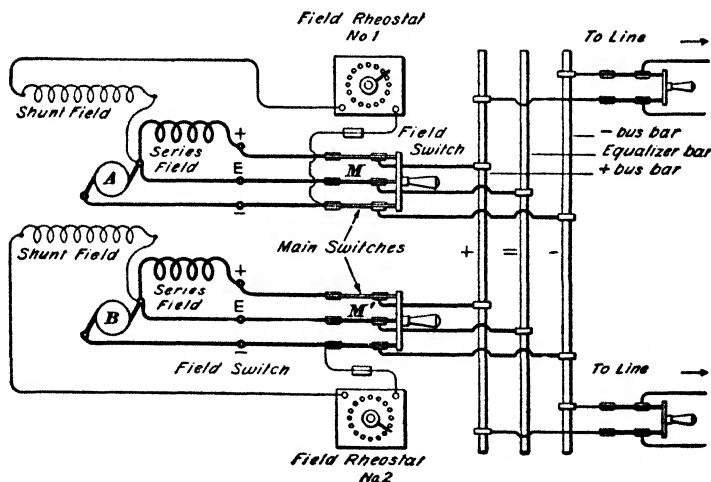 Field Rheostat
No 1
To Line
Shunt Field
+
Series
Field
Field
Switch
M
- bus bar
Equalizer bar
+ bus bar
A
E
-
Shunt Field
Main Switches
+ = -
+
Series
Field
M'
B
E
-
Field Switch
To Line
Field Rheostat
No.2